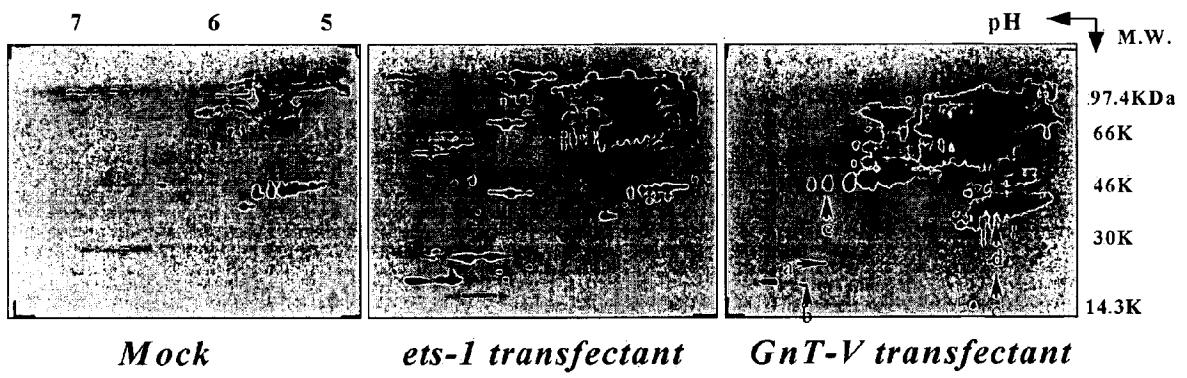 7 6 5 pH M.W.
97.4KDa
66K
46K
30K
14.3K
a
b
c
d
e
Mock ets-1 transfectant GnT-V transfectant